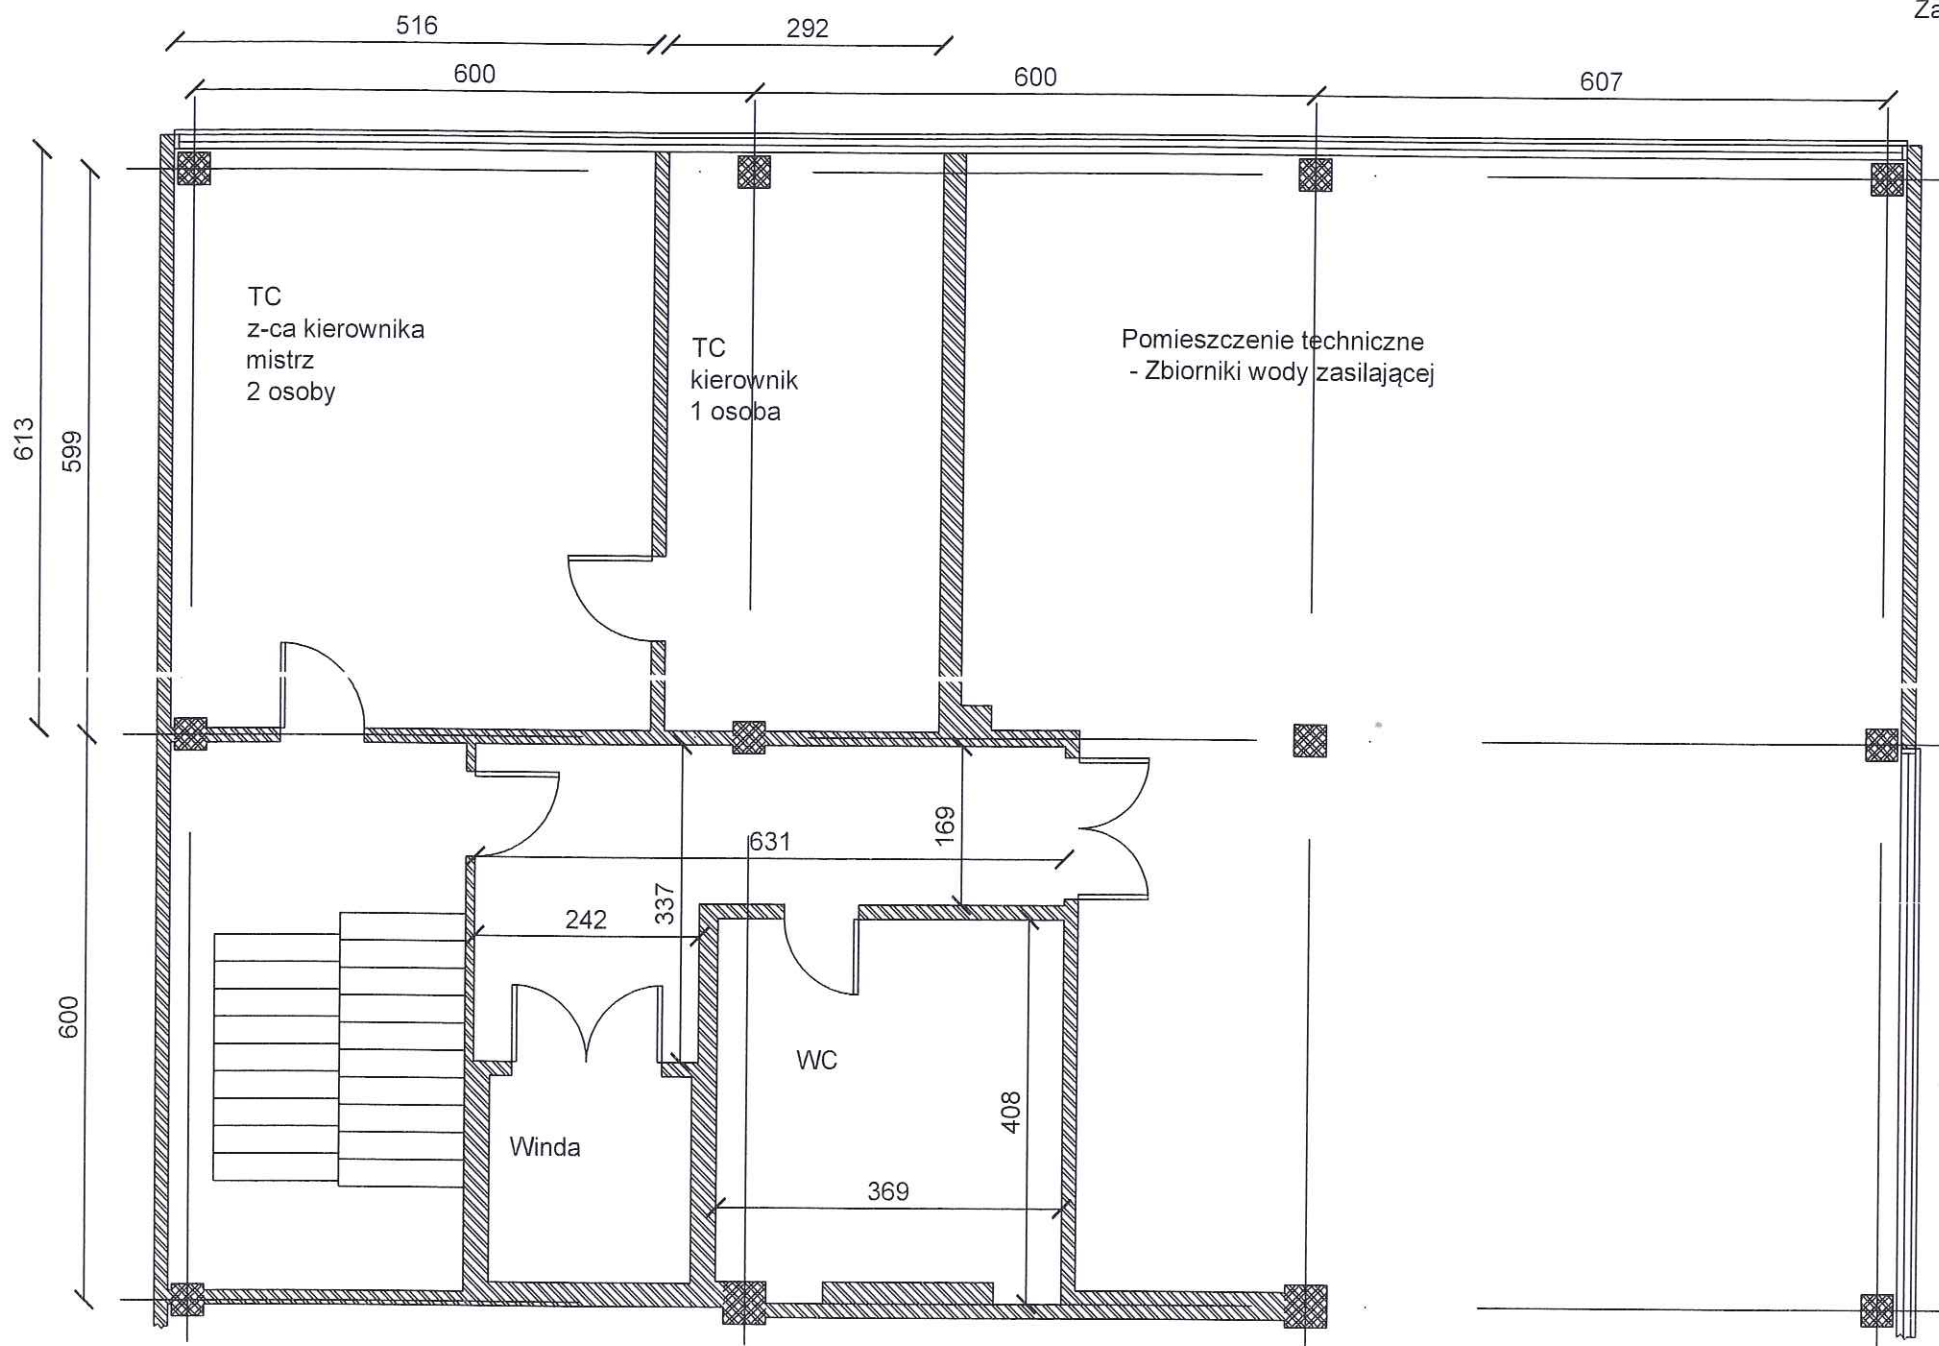 Za
516
292
600
600
607
613
599
TC
z-ca kierownika
mistrz
2 osoby
TC
kierownik
1 osoba
Pomieszczenie techniczne
- Zbiorniki wody zasilającej
631
169
337
242
600
WC
408
Winda
369